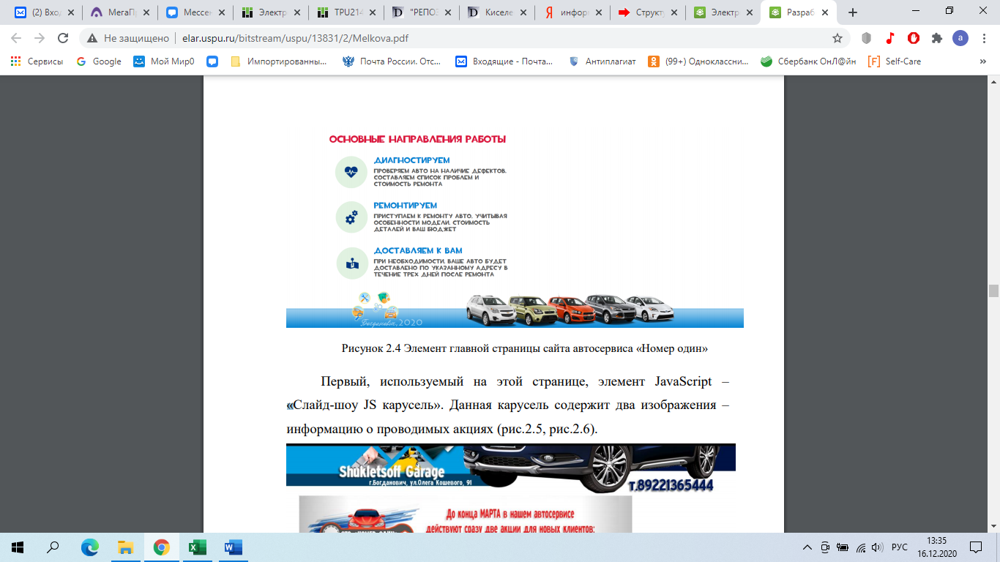 (2) Вход
МегаПр
Мессен
Электр
TPU214
"РЕПОЗ
Киселе
инфор
Структу
Электр
Разраб
Не защищено
elar.uspu.ru/bitstream/uspu/13831/2/Melkova.pdf
a
Сервисы
Google
Мой Мир0
Импортированны...
Почта России. Отс...
Входящие - Почта...
Антиплагиат
(99+) Одноклассни...
Сбербанк ОнЛ@йн
Self-Care
ОСНОВНЫЕ НАПРАВЛЕНИЯ РАБОТЫ
ДИАГНОСТИРУЕМ
ПРОВЕРЯЕМ АВТО НА НАЛИЧИЕ ДЕФЕКТОВ.
СОСТАВЛЯЕМ СПИСОК ПРОБЛЕМ И
СТОИМОСТЬ РЕМОНТА
РЕМОНТИРУЕМ
ПРИСТУПАЕМ К РЕМОНТУ АВТО, УЧИТЫВАЯ
ОСОБЕННОСТИ МОДЕЛИ, СТОИМОСТЬ
ДЕТАЛЕЙ И ВАШ БЮДЖЕТ
ДОСТАВЛЯЕМ К ВАМ
ПРИ НЕОБХОДИМОСТИ, ВАШЕ АВТО БУДЕТ
ДОСТАВЛЕНО ПО УКАЗАННОМУ АДРЕСУ В
ТЕЧЕНИЕ ТРЕХ ДНЕЙ ПОСЛЕ РЕМОНТА
Богданович, 2020
Рисунок 2.4 Элемент главной страницы сайта автосервиса «Номер один»
Первый, используемый на этой странице, элемент JavaScript –
«Слайд-шоу JS карусель». Данная карусель содержит два изображения –
информацию о проводимых акциях (рис.2.5, рис.2.6).
Shukletsoff Garage
г.Богданович, ул.Олега Кошевого, 91
т.89221365444
До конца МАРТА в нашем автосервисе
действуют сразу две акции для новых клиентов:
РУС
13:35
16.12.2020